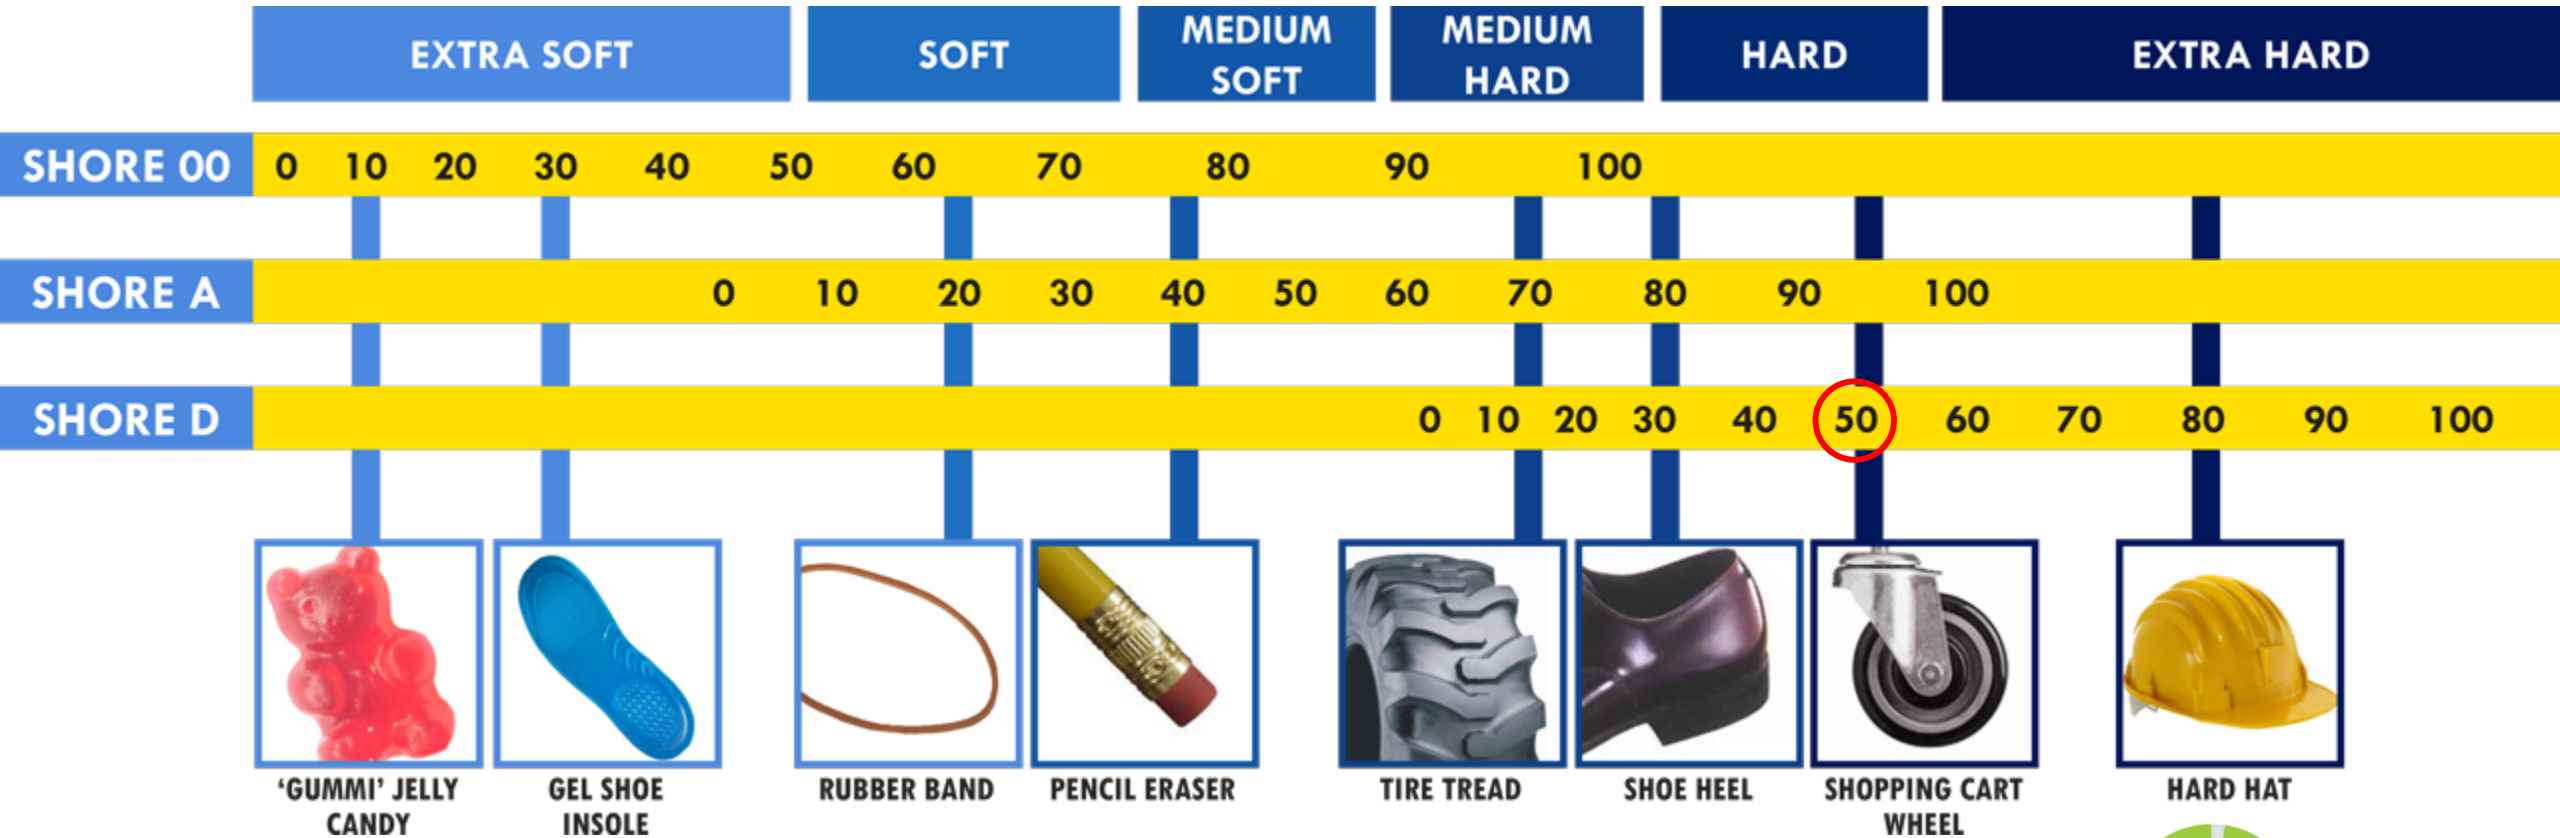 EXTRA SOFT
SOFT
MEDIUM
SOFT
MEDIUM
HARD
HARD
EXTRA HARD
SHORE 00 0 10 20 30 40 50 60 70 80 90 100
SHORE A 0 10 20 30 40 50 60 70 80 90 100
SHORE D 0 10 20 30 40 50 60 70 80 90 100
‘GUMMI’ JELLY
CANDY
GEL SHOE
INSOLE
RUBBER BAND
PENCIL ERASER
TIRE TREAD
SHOE HEEL
SHOPPING CART
WHEEL
HARD HAT